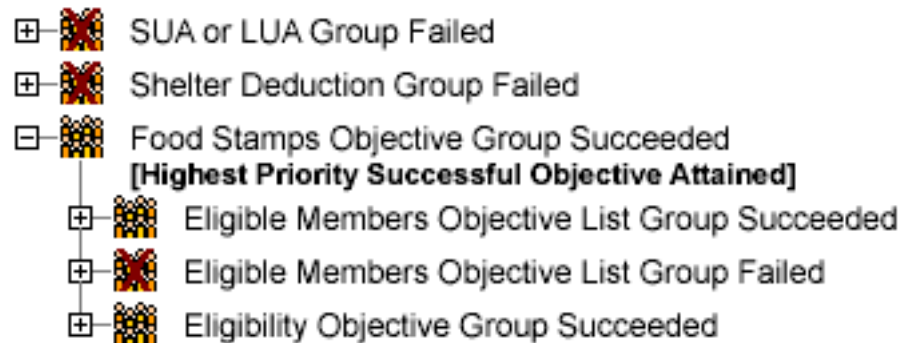 SUA or LUA Group Failed
Shelter Deduction Group Failed
Food Stamps Objective Group Succeeded
[Highest Priority Successful Objective Attained]
Eligible Members Objective List Group Succeeded
Eligible Members Objective List Group Failed
Eligibility Objective Group Succeeded